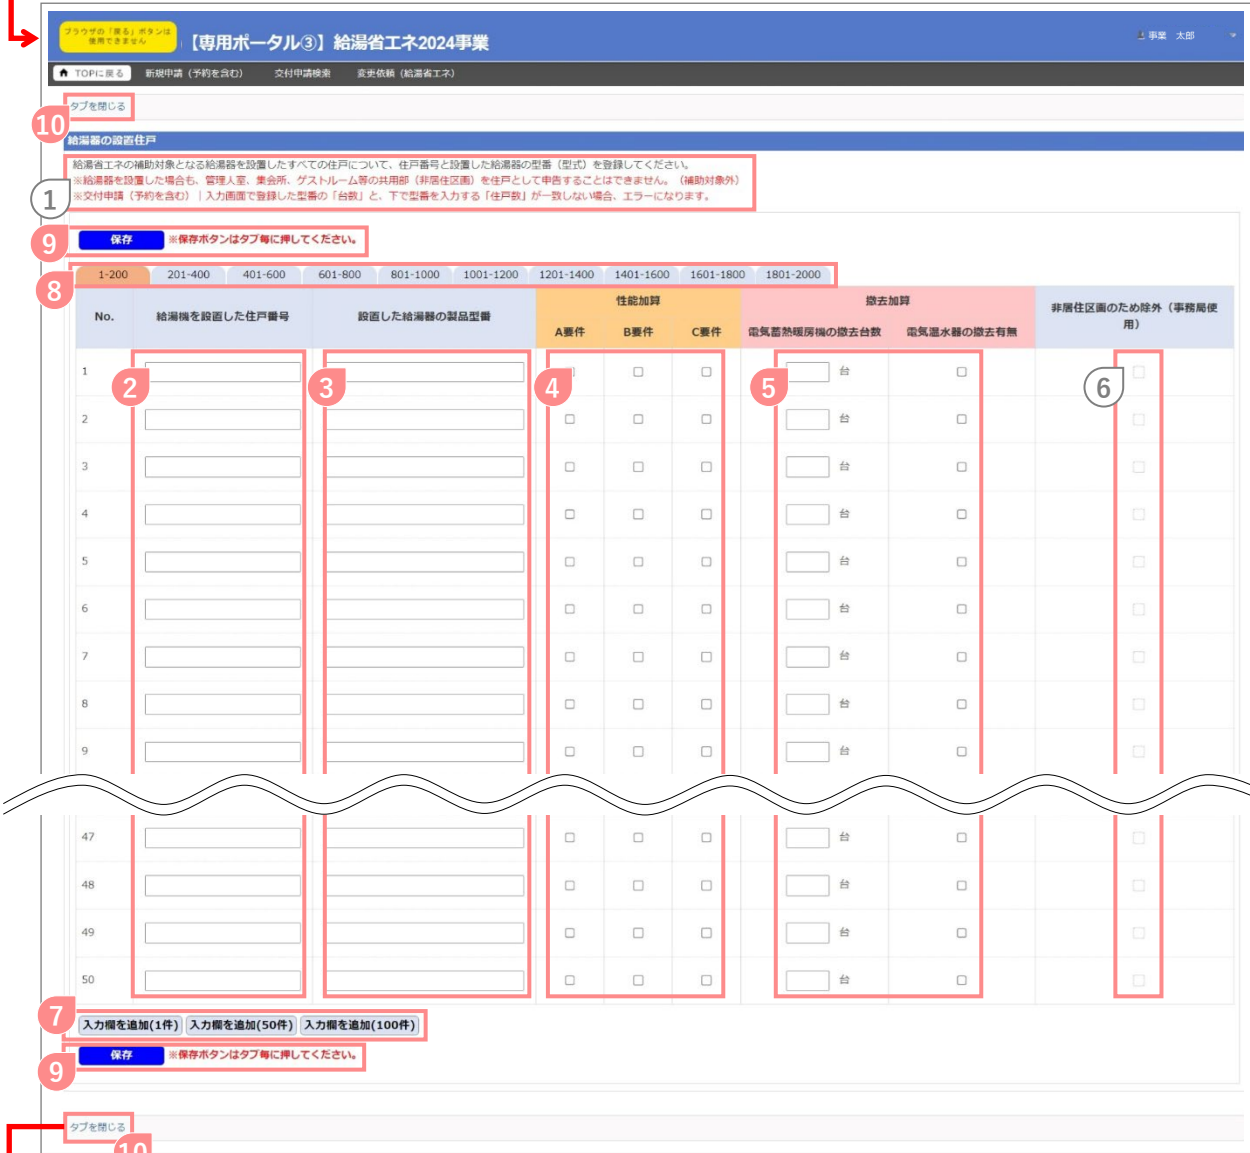 ブラウザの「戻る」ボタンは
使用できません
【専用ポータル③】給湯省エネ2024事業
事業 太郎
TOPに戻る 新規申請（予約を含む） 交付申請検索 変更依頼（給湯省エネ）
タブを閉じる
10
給湯器の設置住戸
給湯省エネの補助対象となる給湯器を設置したすべての住戸について、住戸番号と設置した給湯器の型番（型式）を登録してください。
※給湯器を設置した場合も、管理人室、集会所、ゲストルーム等の共用部（非居住区画）を住戸として申告することはできません。（補助対象外）
※交付申請（予約を含む）｜入力画面で登録した型番の「台数」と、下で型番を入力する「住戸数」が一致しない場合、エラーになります。
1
9
保存 ※保存ボタンはタブ毎に押してください。
8
1-200 201-400 401-600 601-800 801-1000 1001-1200 1201-1400 1401-1600 1601-1800 1801-2000
No. 給湯機を設置した住戸番号 設置した給湯器の製品型番 性能加算 撤去加算 非居住区画のため除外（事務局使用）
A要件 B要件 C要件 電気蓄熱暖房機の撤去台数 電気温水器の撤去有無
2 3 4 5 6
1 台
2 台
3 台
4 台
5 台
6 台
7 台
8 台
9 台
47 台
48 台
49 台
50 台
7
入力欄を追加(1件) 入力欄を追加(50件) 入力欄を追加(100件)
保存 ※保存ボタンはタブ毎に押してください。
9
タブを閉じる
10